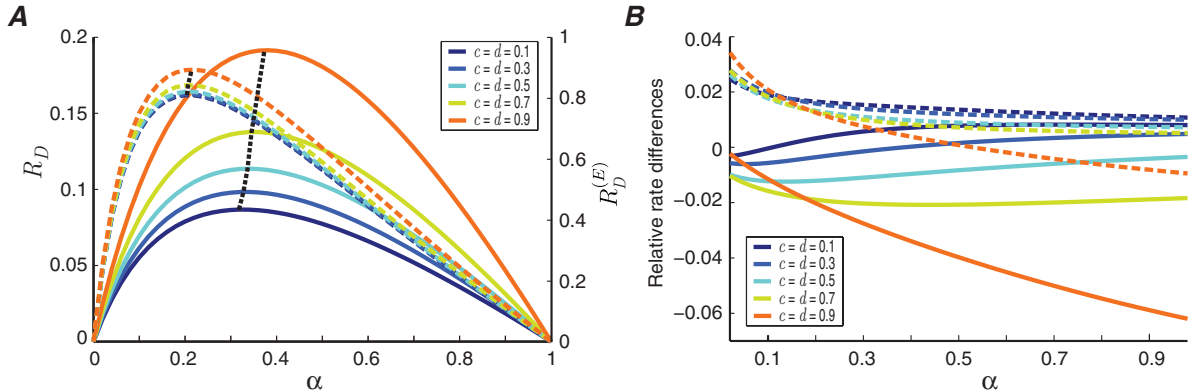 A
R_D
0.2
0.15
0.1
0.05
0
0
0.2
0.4
0.6
0.8
1
α
1
0.8
0.6
0.4
0.2
0
R_D^{(E)}
c = d = 0.1
c = d = 0.3
c = d = 0.5
c = d = 0.7
c = d = 0.9
B
Relative rate differences
0.04
0.02
0
−0.02
−0.04
−0.06
0.1
0.3
0.5
0.7
0.9
α
c = d = 0.1
c = d = 0.3
c = d = 0.5
c = d = 0.7
c = d = 0.9